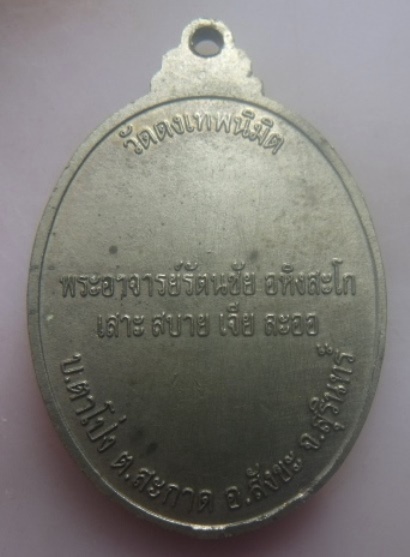 วัดดงเทพนิมิต
พระอาจารย์รัตนชัย อหิงสะโก
เสาะ สบาย เจีย ละออ
บ.ตาโปง ต.สะกาด อ.สังขะ จ.สุรินทร์